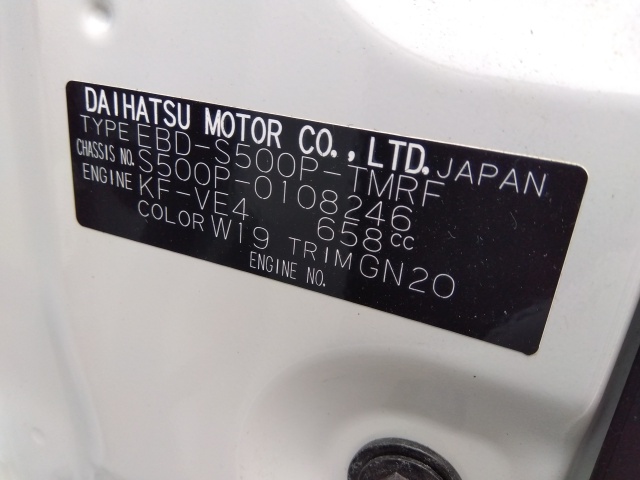 DAIHATSU MOTOR CO.,LTD. JAPAN
TYPE EBD-S500P-TMRF
CHASSIS NO. S500P-0108246
ENGINE KF-VE4 658cc
COLOR W19 TRIM GN20
ENGINE NO.